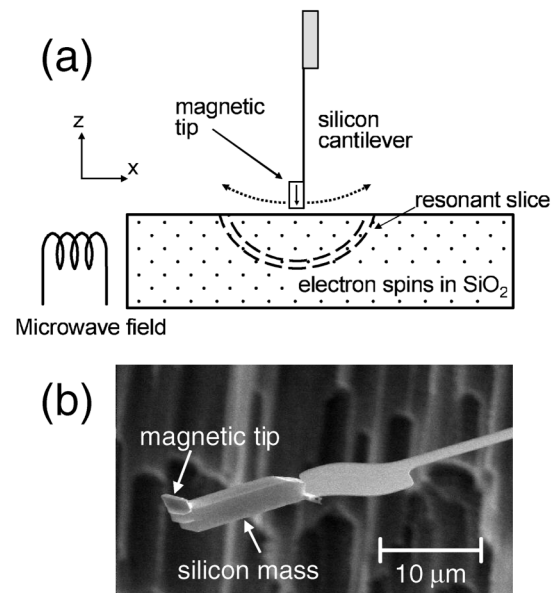 (a)
magnetic
tip
silicon
cantilever
z
x
resonant slice
electron spins in SiO2
Microwave field
(b)
magnetic tip
silicon mass
10 μm